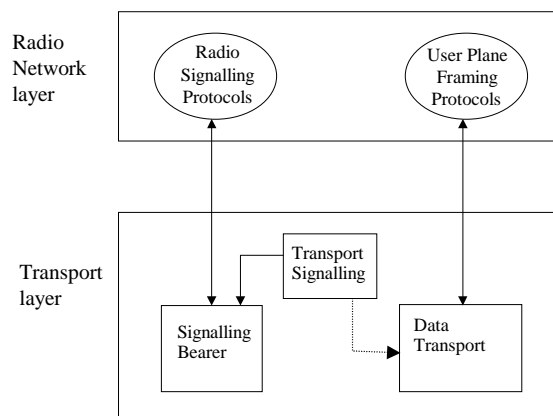 Radio
Network
layer
Radio
Signalling
Protocols
User Plane
Framing
Protocols
Transport
layer
Transport
Signalling
Signalling
Bearer
Data
Transport